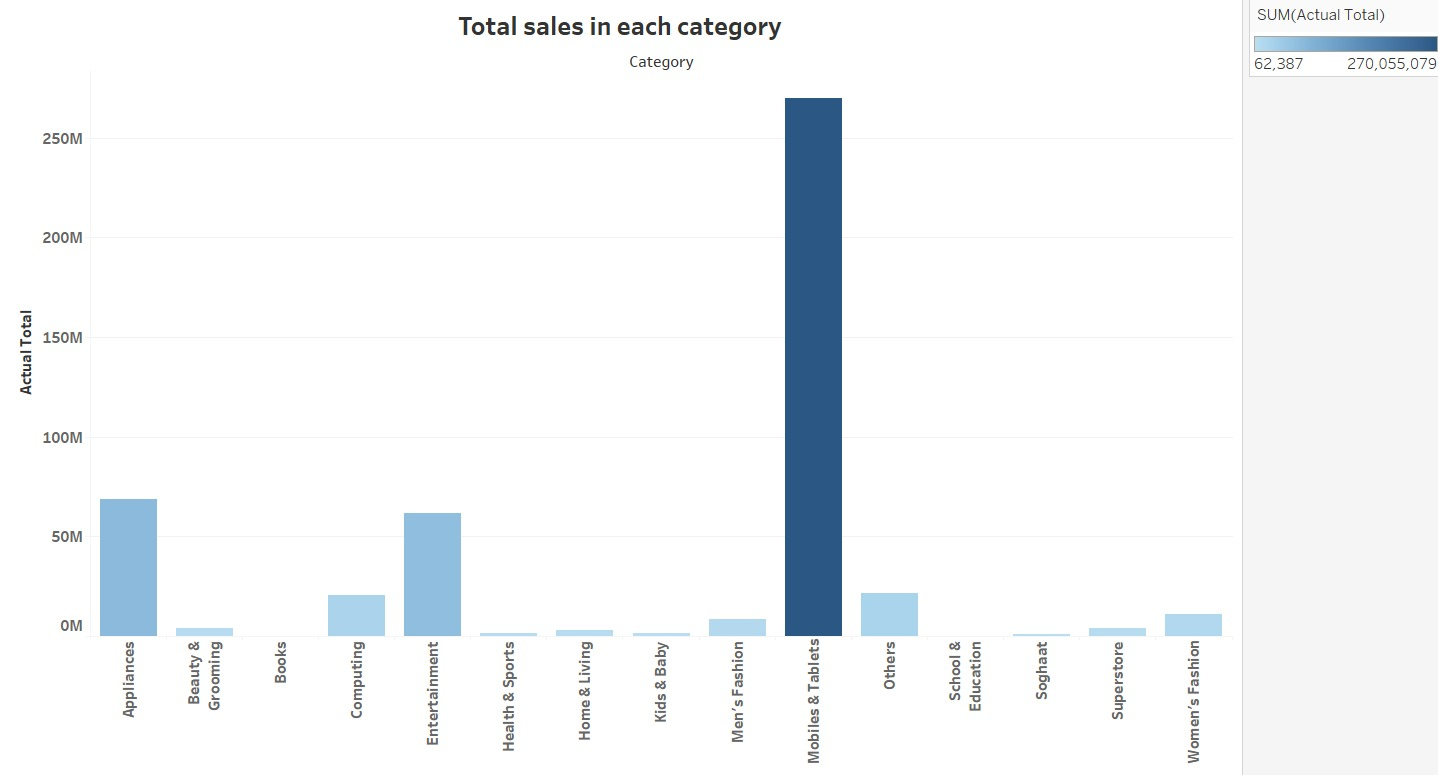 Total sales in each category
Category
SUM(Actual Total)
62,387 270,055,079
Actual Total
250M
200M
150M
100M
50M
0M
Appliances
Beauty &
Grooming
Books
Computing
Entertainment
Health & Sports
Home & Living
Kids & Baby
Men’s Fashion
Mobiles & Tablets
Others
School &
Education
Soghaat
Superstore
Women’s Fashion